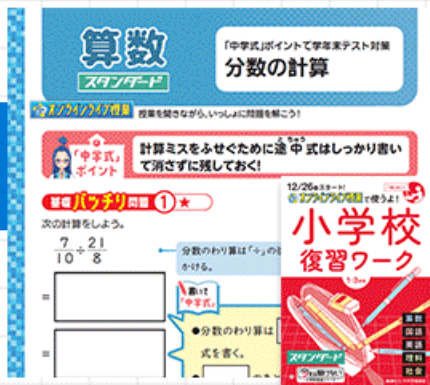 算数
スタンダード
「中学式」ポイントで学年末テスト対策
分数の計算
オンラインライブ授業
授業を聞きながら、いっしょに問題を解こう!
「中学式」
ポイント
計算ミスをふせぐために途中式はしっかり書い
とちゅう
て消さずに残しておく!
基礎バッチリ問題 1 ★
次の計算をしよう。
7/10÷21/8
分数のわり算は「÷」の
かける。
=
書いて
「中学式」
●分数のわり算は
式を書く。
=
12/26スタート!
オンラインライブ授業で使うよ!
小学校
復習ワーク
スタンダード
算数
国語
英語
理科
社会